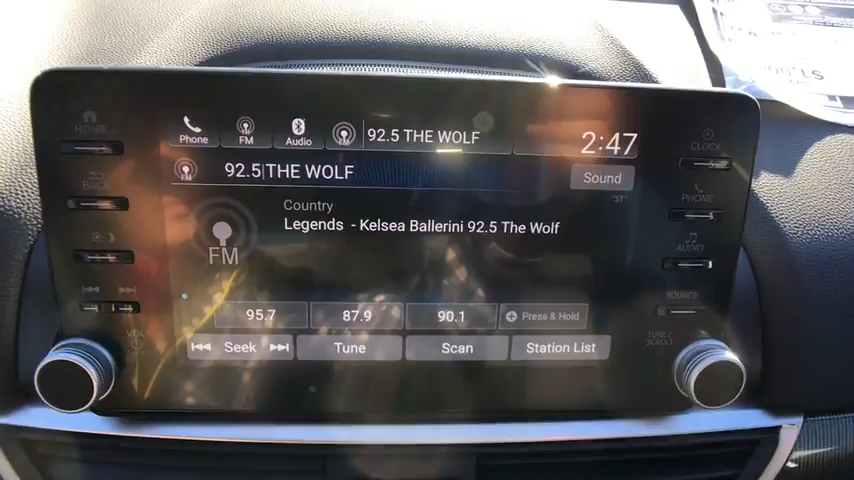 HOME
Phone
FM
Audio
92.5 THE WOLF
2:47
CLOCK
FM
92.5 THE WOLF
Sound
BACK
"ST"
PHONE
Country
Legends - Kelsea Ballerini 92.5 The Wolf
FM
AUDIO
SOURCE
95.7
87.9
90.1
Press & Hold
VOL
Seek
Tune
Scan
Station List
TUNE/
SCROLL